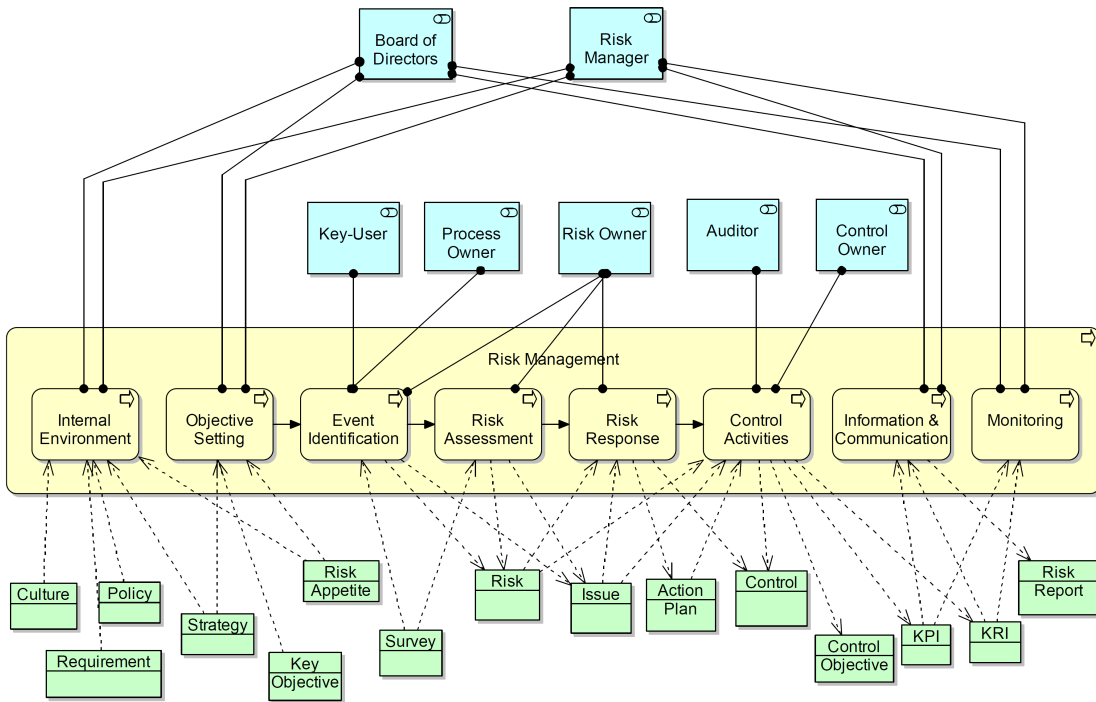 Board of
Directors
Risk
Manager
Key-User
Process
Owner
Risk Owner
Auditor
Control
Owner
Risk Management
Internal
Environment
Objective
Setting
Event
Identification
Risk
Assessment
Risk
Response
Control
Activities
Information &
Communication
Monitoring
Culture
Requirement
Policy
Strategy
Key
Objective
Risk
Appetite
Survey
Risk
Issue
Action
Plan
Control
Control
Objective
KPI
KRI
Risk
Report